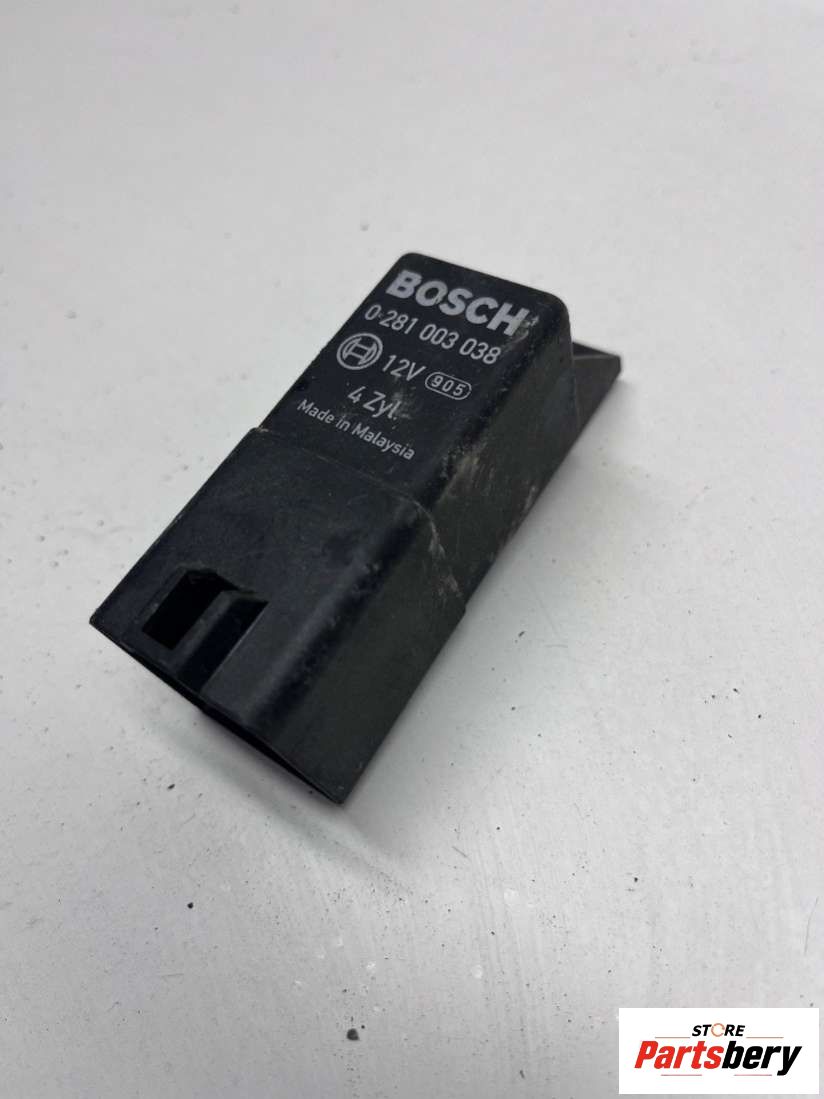 BOSCH
0 281 003 038
12V 905
4 Zyl.
Made in Malaysia
STORE
Partsbery